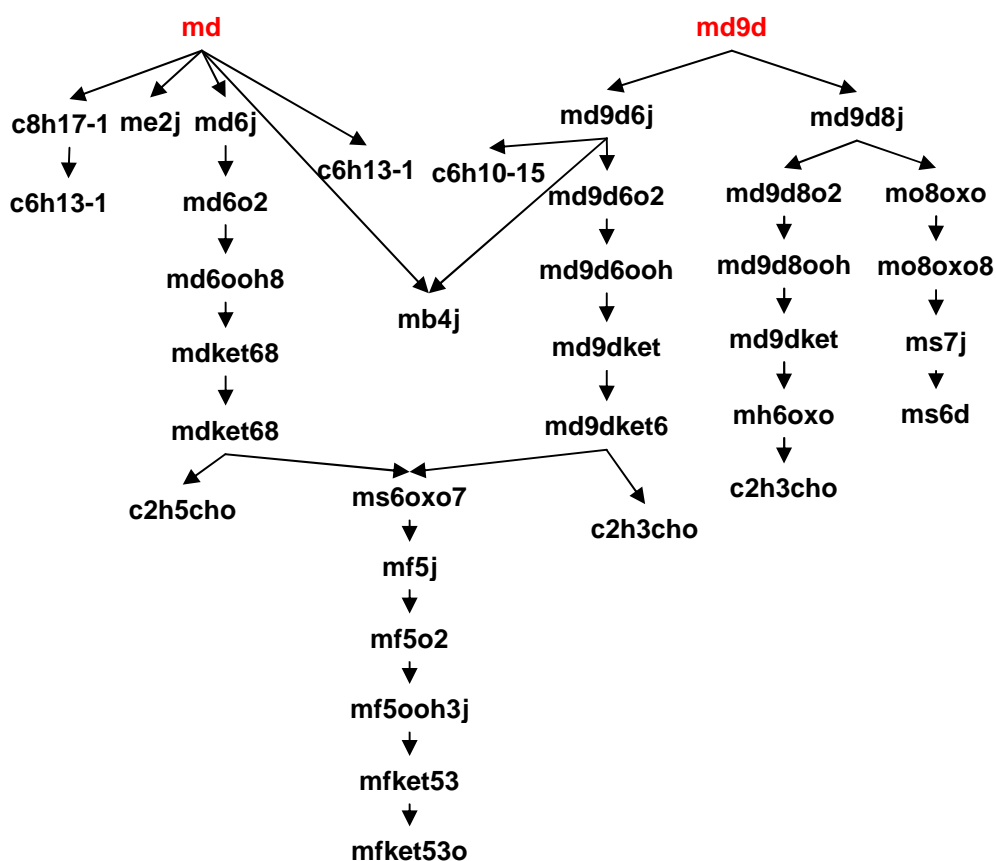 md md9d
c8h17-1 me2j md6j md9d6j md9d8j
c6h13-1 c6h10-15
c6h13-1 md6o2 md9d6o2 md9d8o2 mo8oxo
md6ooh8 md9d6ooh md9d8ooh mo8oxo8
mb4j
mdket68 md9dket md9dket ms7j
mdket68 md9dket6 mh6oxo ms6d
c2h5cho ms6oxo7 c2h3cho c2h3cho
mf5j
mf5o2
mf5ooh3j
mfket53
mfket53o